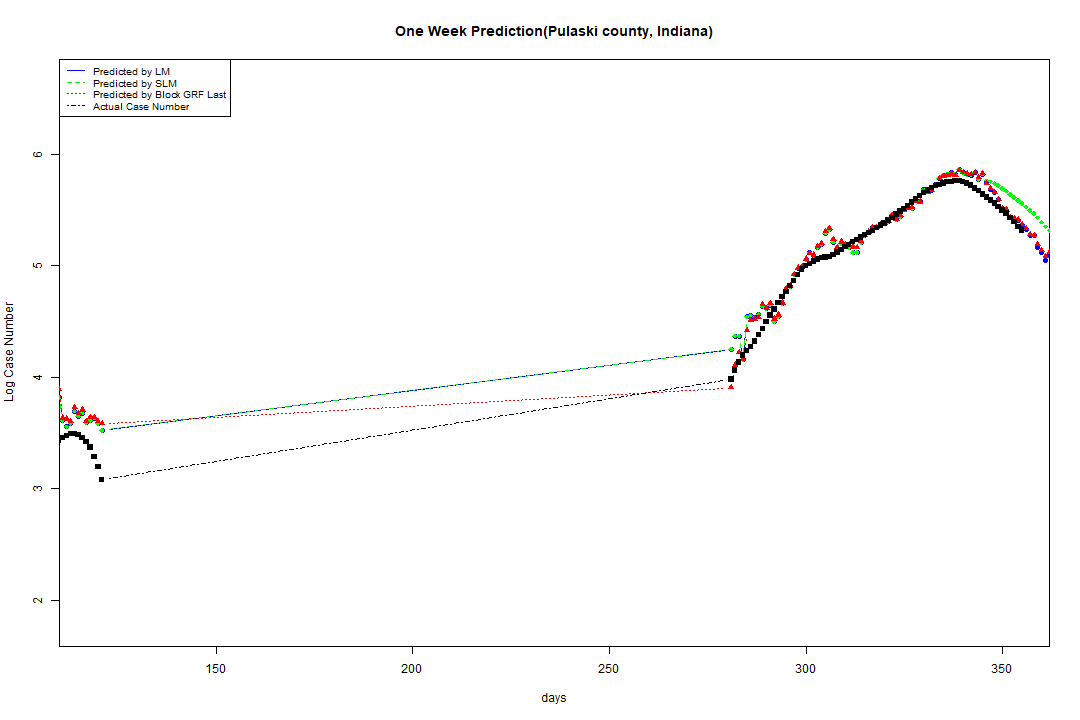 One Week Prediction(Pulaski county, Indiana)
Predicted by LM
Predicted by SLM
Predicted by Block GRF Last
Actual Case Number
6
5
4
3
2
Log Case Number
150
200
250
300
350
days